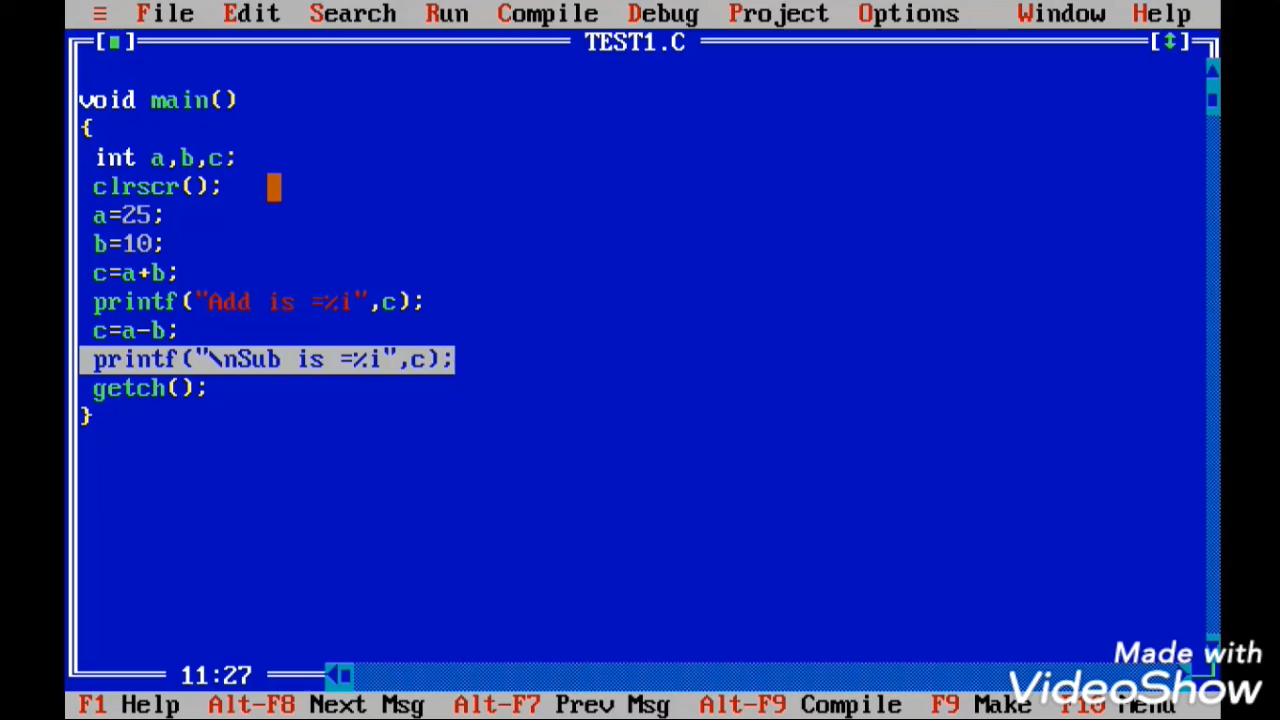 ≡ File Edit Search Run Compile Debug Project Options Window Help
[■] TEST1.C [↕]
void main()
{
int a,b,c;
clrscr();
a=25;
b=10;
c=a+b;
printf("Add is =%i",c);
c=a-b;
printf("\nSub is =%i",c);
getch();
}
11:27
F1 Help Alt-F8 Next Msg Alt-F7 Prev Msg Alt-F9 Compile F9 Make F10 Menu
Made with
VideoShow